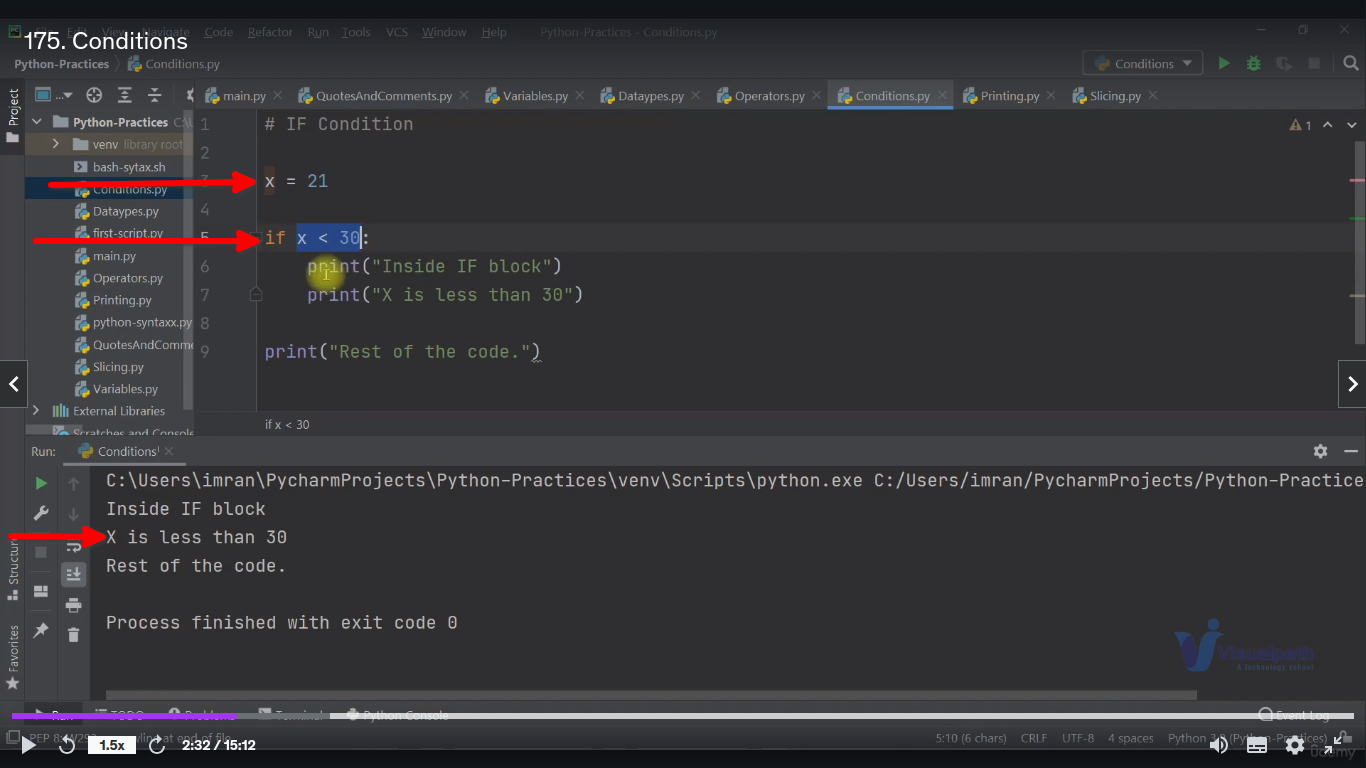 175. Conditions
View Navigate Code Refactor Run Tools VCS Window Help Python-Practices - Conditions.py
Python-Practices Conditions.py
Conditions
Project
main.py QuotesAndComments.py Variables.py Dataypes.py Operators.py Conditions.py Printing.py Slicing.py
Python-Practices
venv library root
bash-sytax.sh
Conditions.py
Dataypes.py
first-script.py
main.py
Operators.py
Printing.py
python-syntaxx.py
QuotesAndComme
Slicing.py
Variables.py
External Libraries
Scratches and Console
1 # IF Condition
2
3 x = 21
4
5 if x < 30:
6 print("Inside IF block")
7 print("X is less than 30")
8
9 print("Rest of the code.")
1
if x < 30
Run: Conditions
C:\Users\imran\PycharmProjects\Python-Practices\venv\Scripts\python.exe C:/Users/imran/PycharmProjects/Python-Practice
Inside IF block
X is less than 30
Rest of the code.
Process finished with exit code 0
Structure
Favorites
Visualpath
A technology school
Run TODO Problems Terminal Python Console Event Log
PEP 8: W292 at end of file
5:10 (6 chars) CRLF UTF-8 4 spaces
1.5x 2:32 / 15:12
udemy